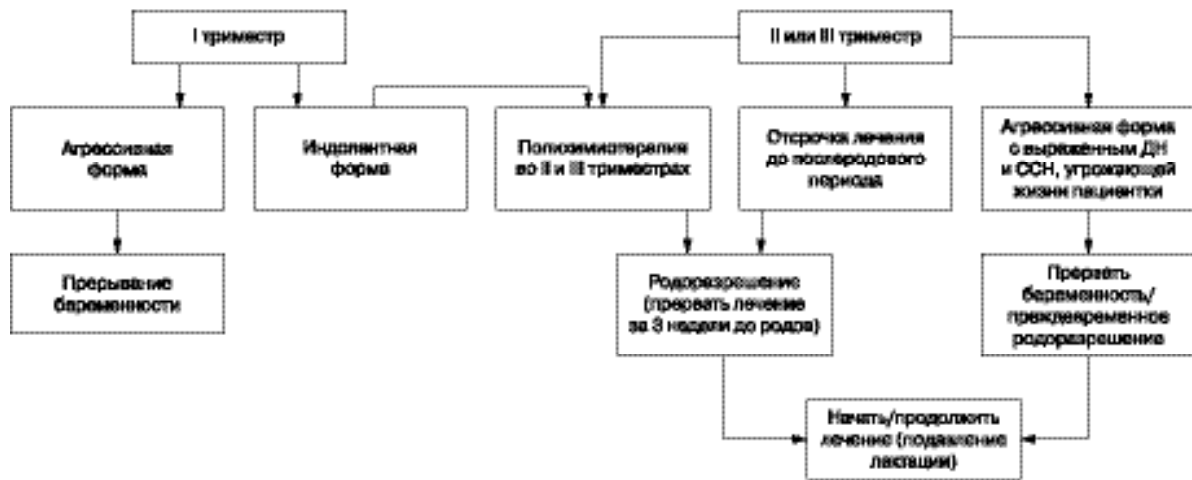 I триместр
II или III триместр
Агрессивная
форма
Индолентная
форма
Полихимиотерапия
во II и III триместрах
Отсрочка лечения
до послеродового
периода
Агрессивная форма
с выраженным ДН
и ССН, угрожающей
жизни пациентки
Прерывание
беременности
Родоразрешение
(прервать лечение
за 3 недели до родов)
Прервать
беременность/
преждевременное
родоразрешение
Начать/продолжить
лечение (подавление
лактации)